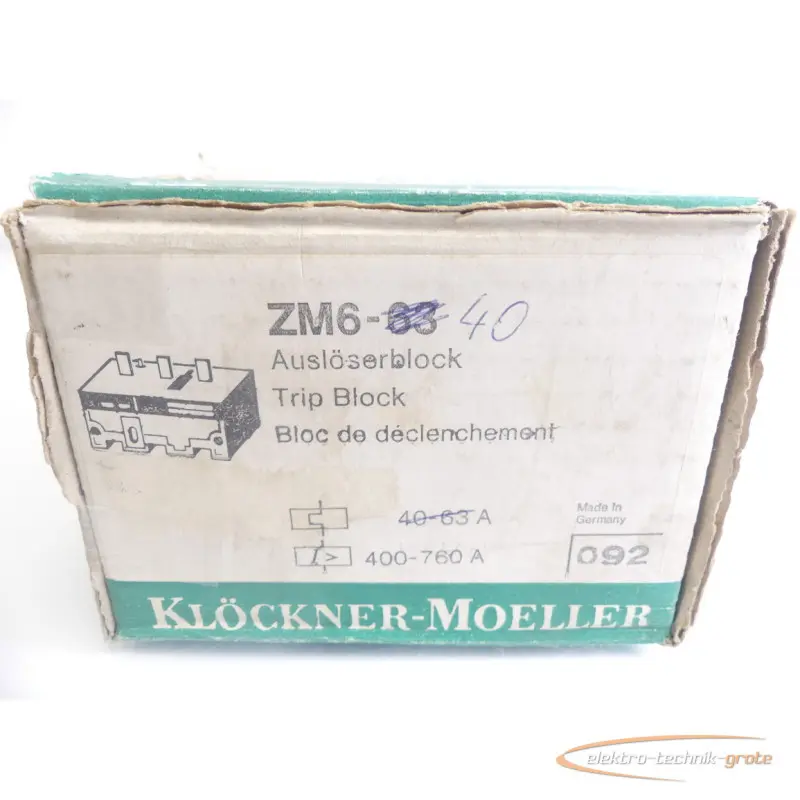 ZM6-63 40
Auslöserblock
Trip Block
Bloc de déclenchement
40-63 A
400-760 A
Made In
Germany
092
KLÖCKNER-MOELLER
elektro-technik-grote